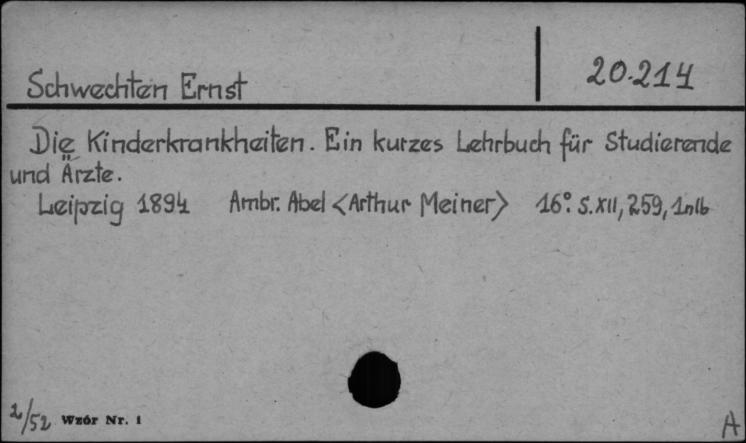 Schwechten Ernst
20.214
Die Kinderkrankheiten. Ein kurzes Lehrbuch für Studierende
und Ärzte.
Leipzig 1894 Ambr. Abel <Arthur Meiner> 16° S. XII, 259, 1nlb
2/52 Wzór Nr. 1
A